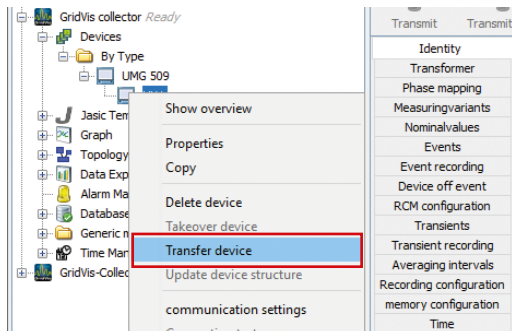 GridVis collector Ready
Devices
By Type
UMG 509
Jasic Tem
Graph
Topology
Data Exp
Alarm Ma
Database
Generic m
Time Man
GridVis-Collec
Show overview
Properties
Copy
Delete device
Takeover device
Transfer device
Update device structure
communication settings
Transmit Transmit
Identity
Transformer
Phase mapping
Measuringvariants
Nominalvalues
Events
Event recording
Device off event
RCM configuration
Transients
Transient recording
Averaging intervals
Recording configuration
memory configuration
Time